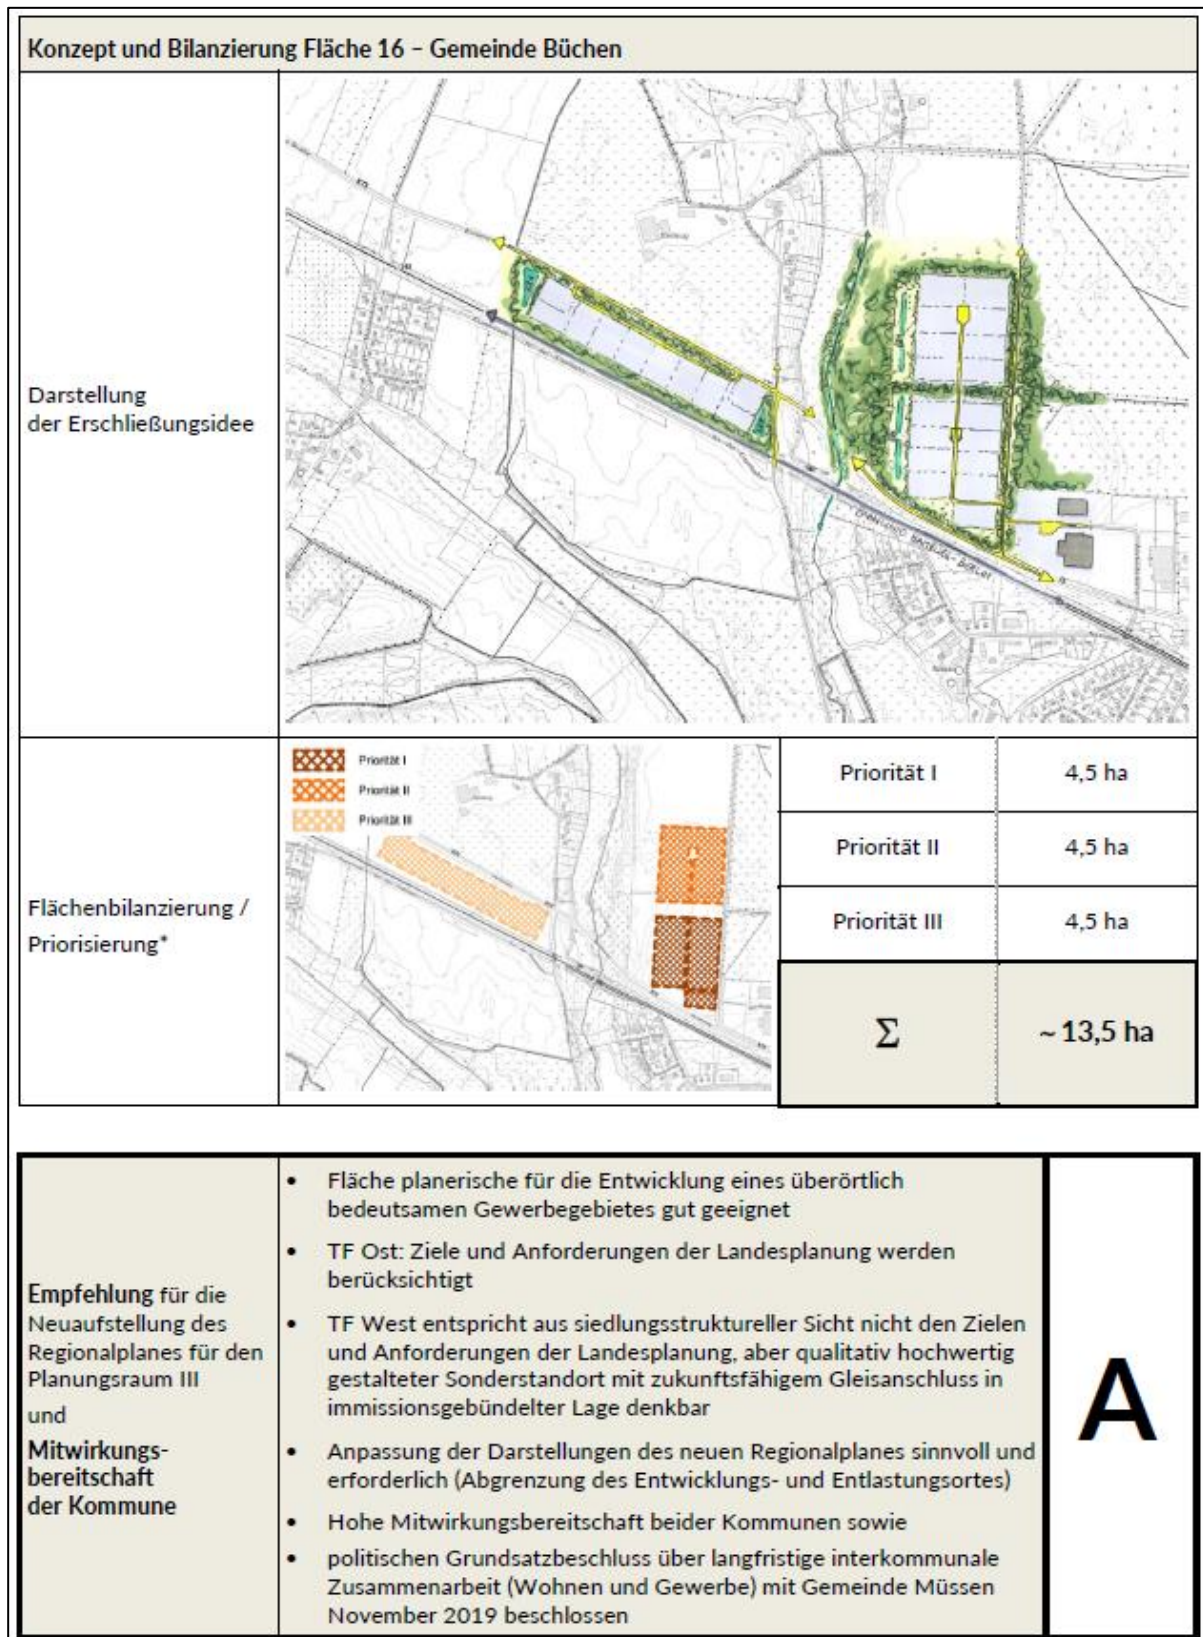 Konzept und Bilanzierung Fläche 16 – Gemeinde Büchen
Darstellung
der Erschließungsidee
Flächenbilanzierung /
Priorisierung*
Priorität I
Priorität II
Priorität III
Priorität I
4,5 ha
Priorität II
4,5 ha
Priorität III
4,5 ha
Σ
~ 13,5 ha
Empfehlung für die
Neuaufstellung des
Regionalplanes für den
Planungsraum III
und
Mitwirkungs-
bereitschaft
der Kommune
• Fläche planerische für die Entwicklung eines überörtlich
bedeutsamen Gewerbegebietes gut geeignet
• TF Ost: Ziele und Anforderungen der Landesplanung werden
berücksichtigt
• TF West entspricht aus siedlungsstruktureller Sicht nicht den Zielen
und Anforderungen der Landesplanung, aber qualitativ hochwertig
gestalteter Sonderstandort mit zukunftsfähigem Gleisanschluss in
immissionsgebündelter Lage denkbar
• Anpassung der Darstellungen des neuen Regionalplanes sinnvoll und
erforderlich (Abgrenzung des Entwicklungs- und Entlastungsortes)
• Hohe Mitwirkungsbereitschaft beider Kommunen sowie
• politischen Grundsatzbeschluss über langfristige interkommunale
Zusammenarbeit (Wohnen und Gewerbe) mit Gemeinde Müssen
November 2019 beschlossen
A